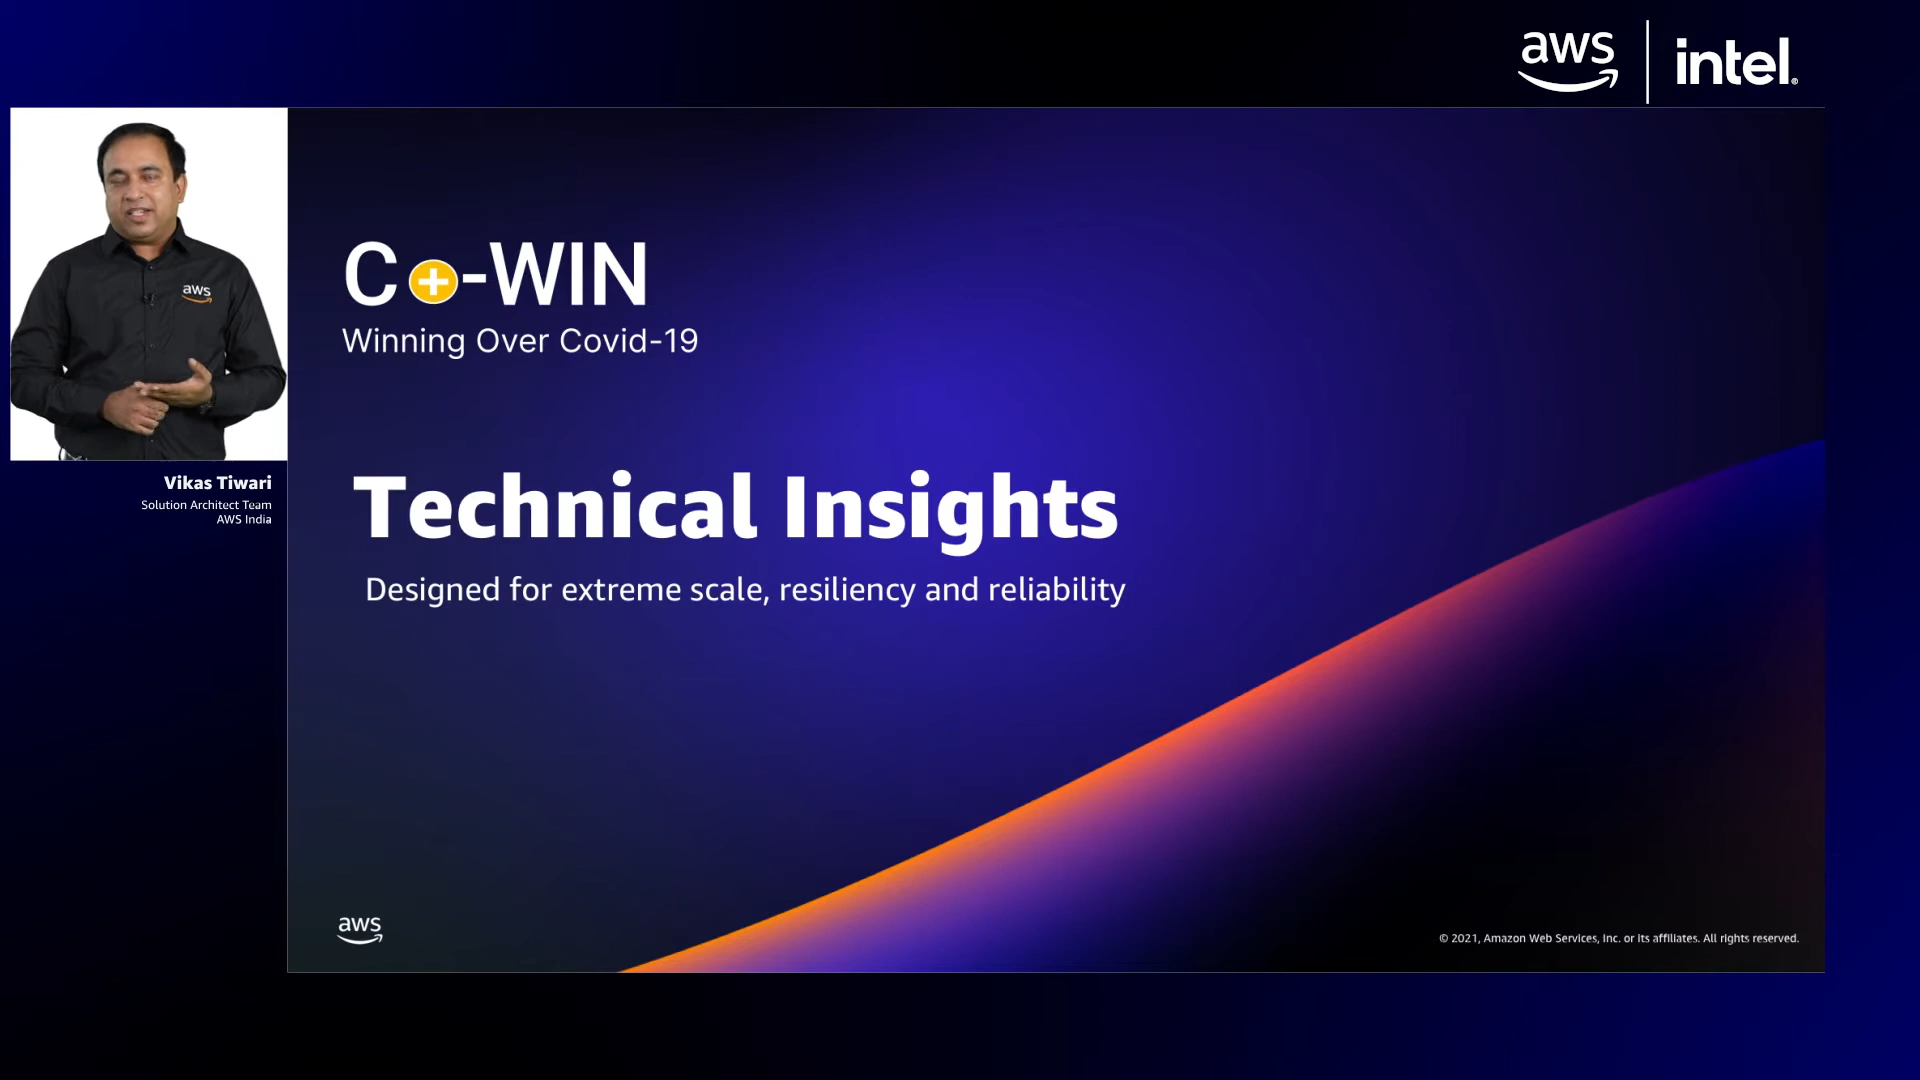 aws
intel.
aws
Vikas Tiwari
Solution Architect Team
AWS India
Co-WIN
Winning Over Covid-19
Technical Insights
Designed for extreme scale, resiliency and reliability
aws
© 2021, Amazon Web Services, Inc. or its affiliates. All rights reserved.